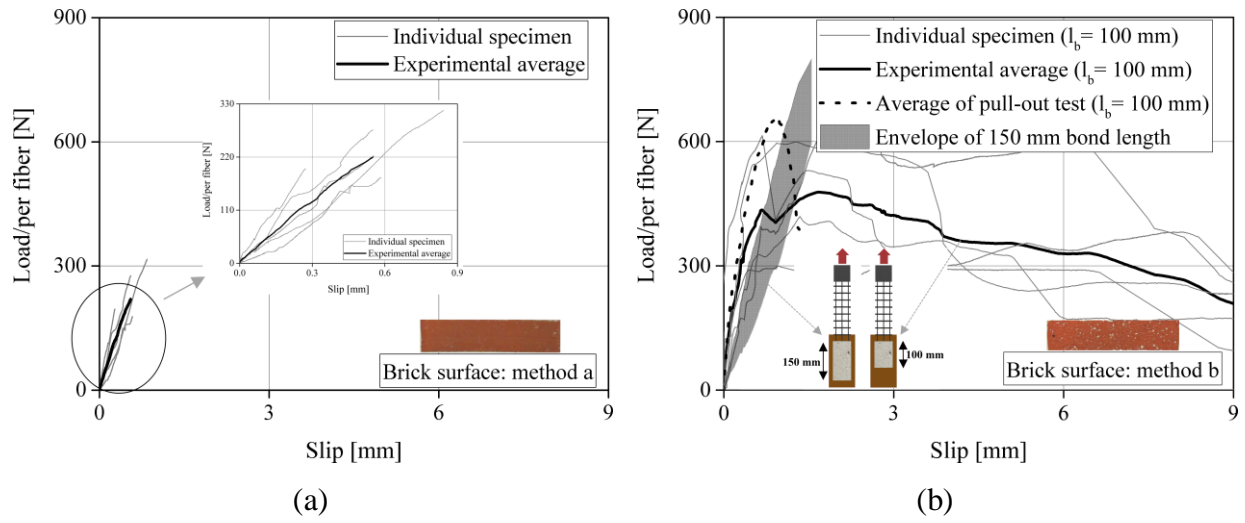 900
600
300
0
0
3
6
9
Load/per fiber [N]
Slip [mm]
Individual specimen
Experimental average
330
220
110
0
0.0
0.3
0.6
0.9
Load/per fiber [N]
Slip [mm]
Individual specimen
Experimental average
Brick surface: method a
(a)
900
600
300
0
0
3
6
9
Load/per fiber [N]
Slip [mm]
Individual specimen (l_b= 100 mm)
Experimental average (l_b= 100 mm)
Average of pull-out test (l_b= 100 mm)
Envelope of 150 mm bond length
150 mm
100 mm
Brick surface: method b
(b)